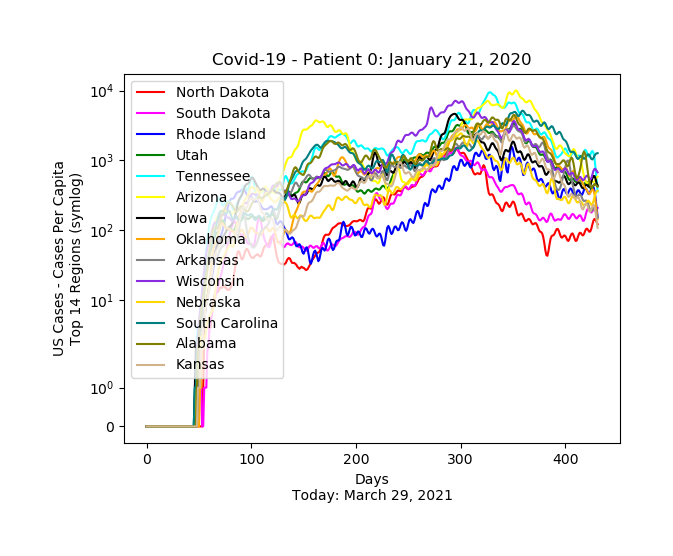 Covid-19 - Patient 0: January 21, 2020
US Cases - Cases Per Capita
Top 14 Regions (symlog)
10^4
10^3
10^2
10^1
10^0
0
North Dakota
South Dakota
Rhode Island
Utah
Tennessee
Arizona
Iowa
Oklahoma
Arkansas
Wisconsin
Nebraska
South Carolina
Alabama
Kansas
0 100 200 300 400
Days
Today: March 29, 2021